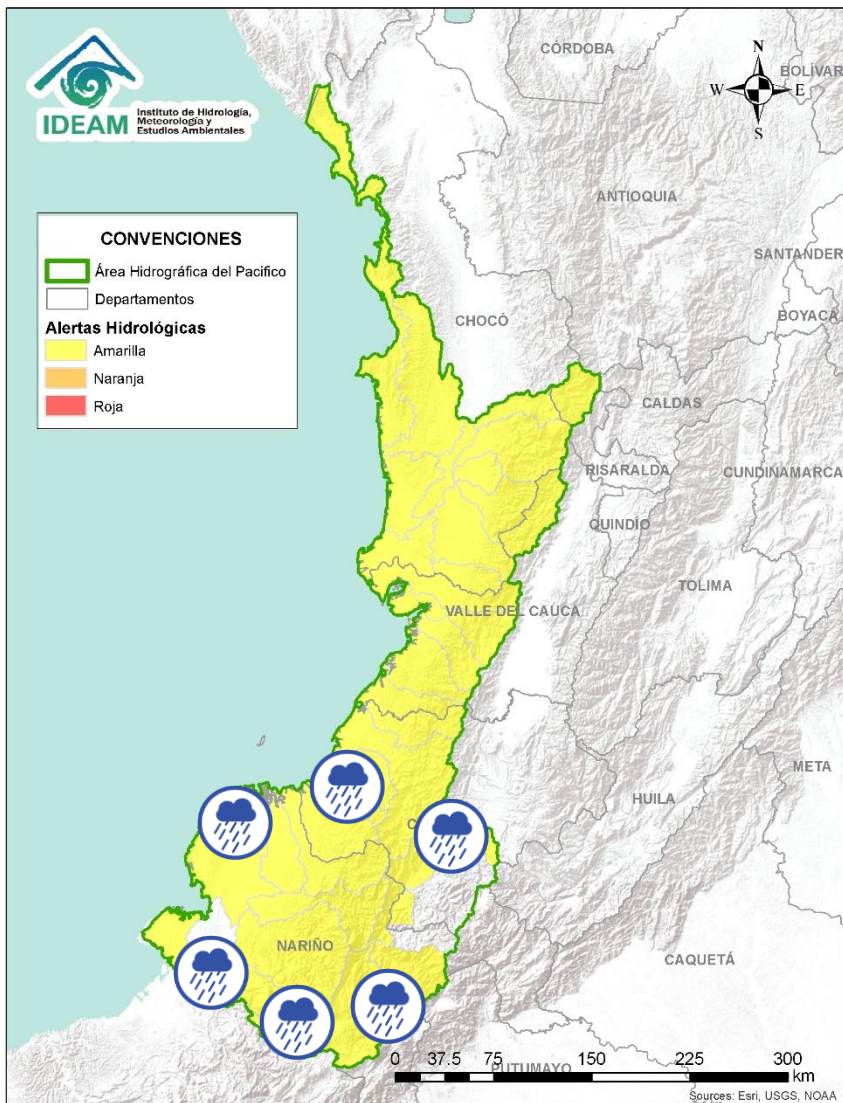 IDEAM
Instituto de Hidrología,
Meteorología y
Estudios Ambientales
CÓRDOBA
BOLÍVAR
N
W
E
S
ANTIOQUIA
SANTANDER
BOYACA
CONVENCIONES
Área Hidrográfica del Pacifico
Departamentos
Alertas Hidrológicas
Amarilla
Naranja
Roja
CHOCÓ
CALDAS
RISARALDA
CUNDINAMARCA
QUINDÍO
TOLIMA
VALLE DEL CAUCA
META
HUILA
C
NARIÑO
CAQUETÁ
PUTUMAYO
0 37.5 75 150 225 300
km
Sources: Esri, USGS, NOAA